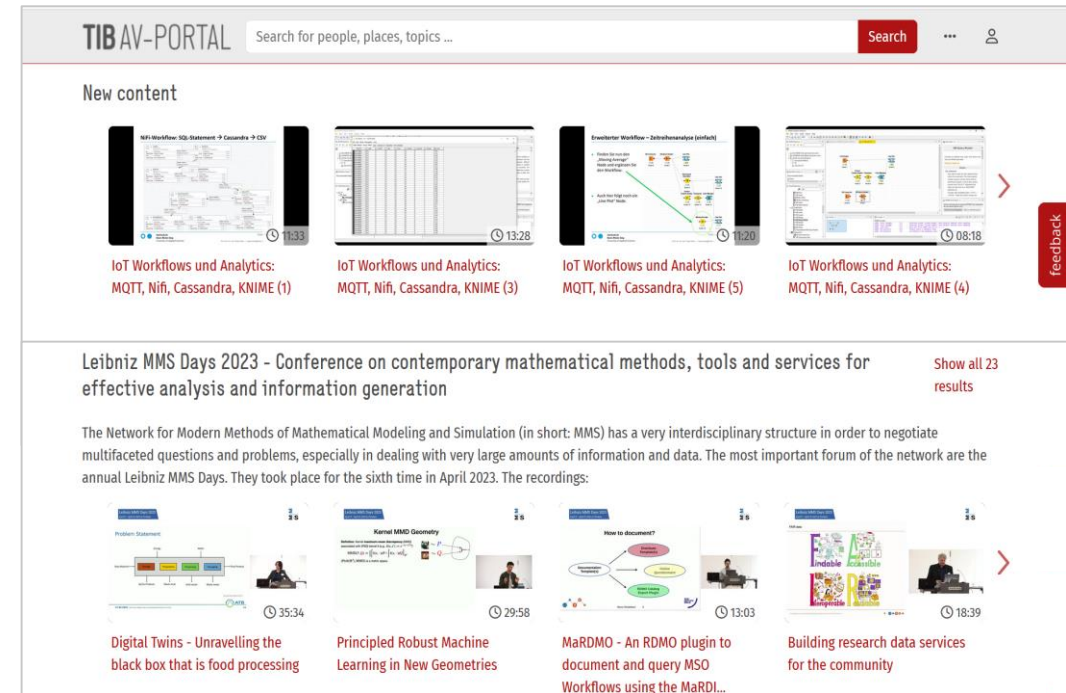 TIB AV-PORTAL
Search for people, places, topics ...
Search
...
New content
NiFi-Workflow: SQL-Statement → Cassandra → CSV
11:33
13:28
Erweiterter Workflow – Zeitreihenanalyse (einfach)
11:20
08:18
IoT Workflows und Analytics:
MQTT, Nifi, Cassandra, KNIME (1)
IoT Workflows und Analytics:
MQTT, Nifi, Cassandra, KNIME (3)
IoT Workflows und Analytics:
MQTT, Nifi, Cassandra, KNIME (5)
IoT Workflows und Analytics:
MQTT, Nifi, Cassandra, KNIME (4)
feedback
Leibniz MMS Days 2023 - Conference on contemporary mathematical methods, tools and services for
effective analysis and information generation
Show all 23
results
The Network for Modern Methods of Mathematical Modeling and Simulation (in short: MMS) has a very interdisciplinary structure in order to negotiate
multifaceted questions and problems, especially in dealing with very large amounts of information and data. The most important forum of the network are the
annual Leibniz MMS Days. They took place for the sixth time in April 2023. The recordings:
Problem Statement
35:34
Kernel MMD Geometry
29:58
How to document?
13:03
Findable Accessible
Interoperable Reusable
18:39
Digital Twins - Unravelling the
black box that is food processing
Principled Robust Machine
Learning in New Geometries
MaRDMO - An RDMO plugin to
document and query MSO
Workflows using the MaRDI...
Building research data services
for the community